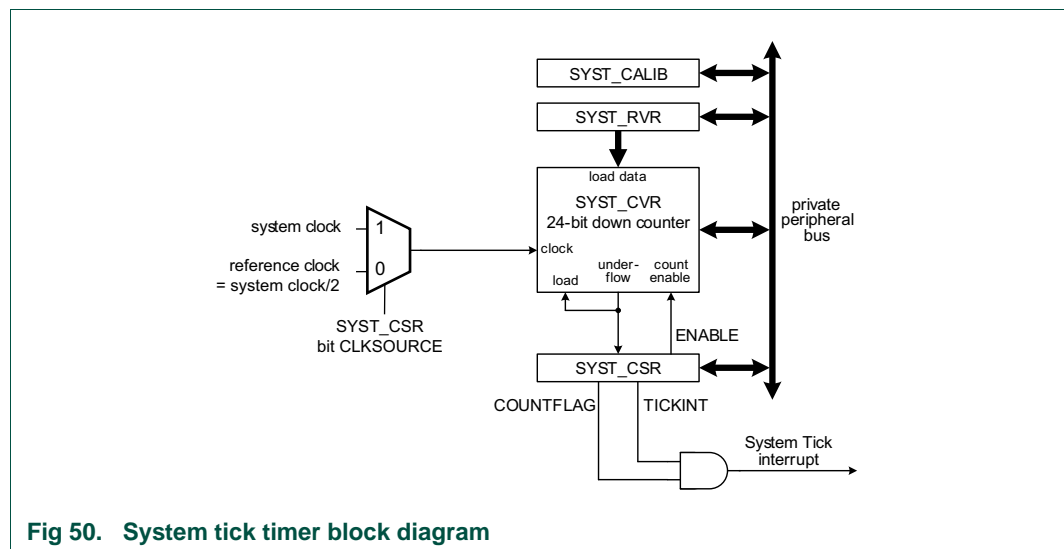 SYST_CALIB
SYST_RVR
load data
SYST_CVR
24-bit down counter
private
peripheral
bus
system clock
1
clock
reference clock
= system clock/2
0
under-
flow
count
enable
load
SYST_CSR
bit CLKSOURCE
ENABLE
SYST_CSR
COUNTFLAG
TICKINT
System Tick
interrupt
Fig 50. System tick timer block diagram